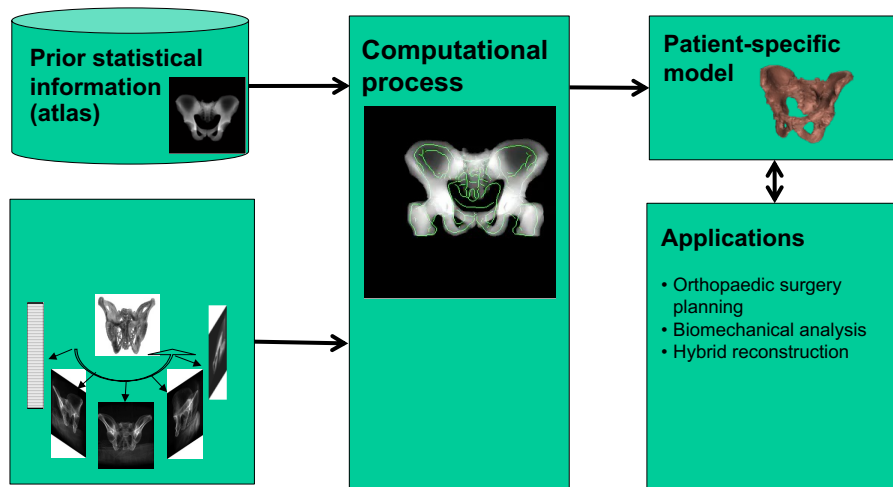 Prior statistical
information
(atlas)
Computational
process
Patient-specific
model
Applications
• Orthopaedic surgery
planning
• Biomechanical analysis
• Hybrid reconstruction